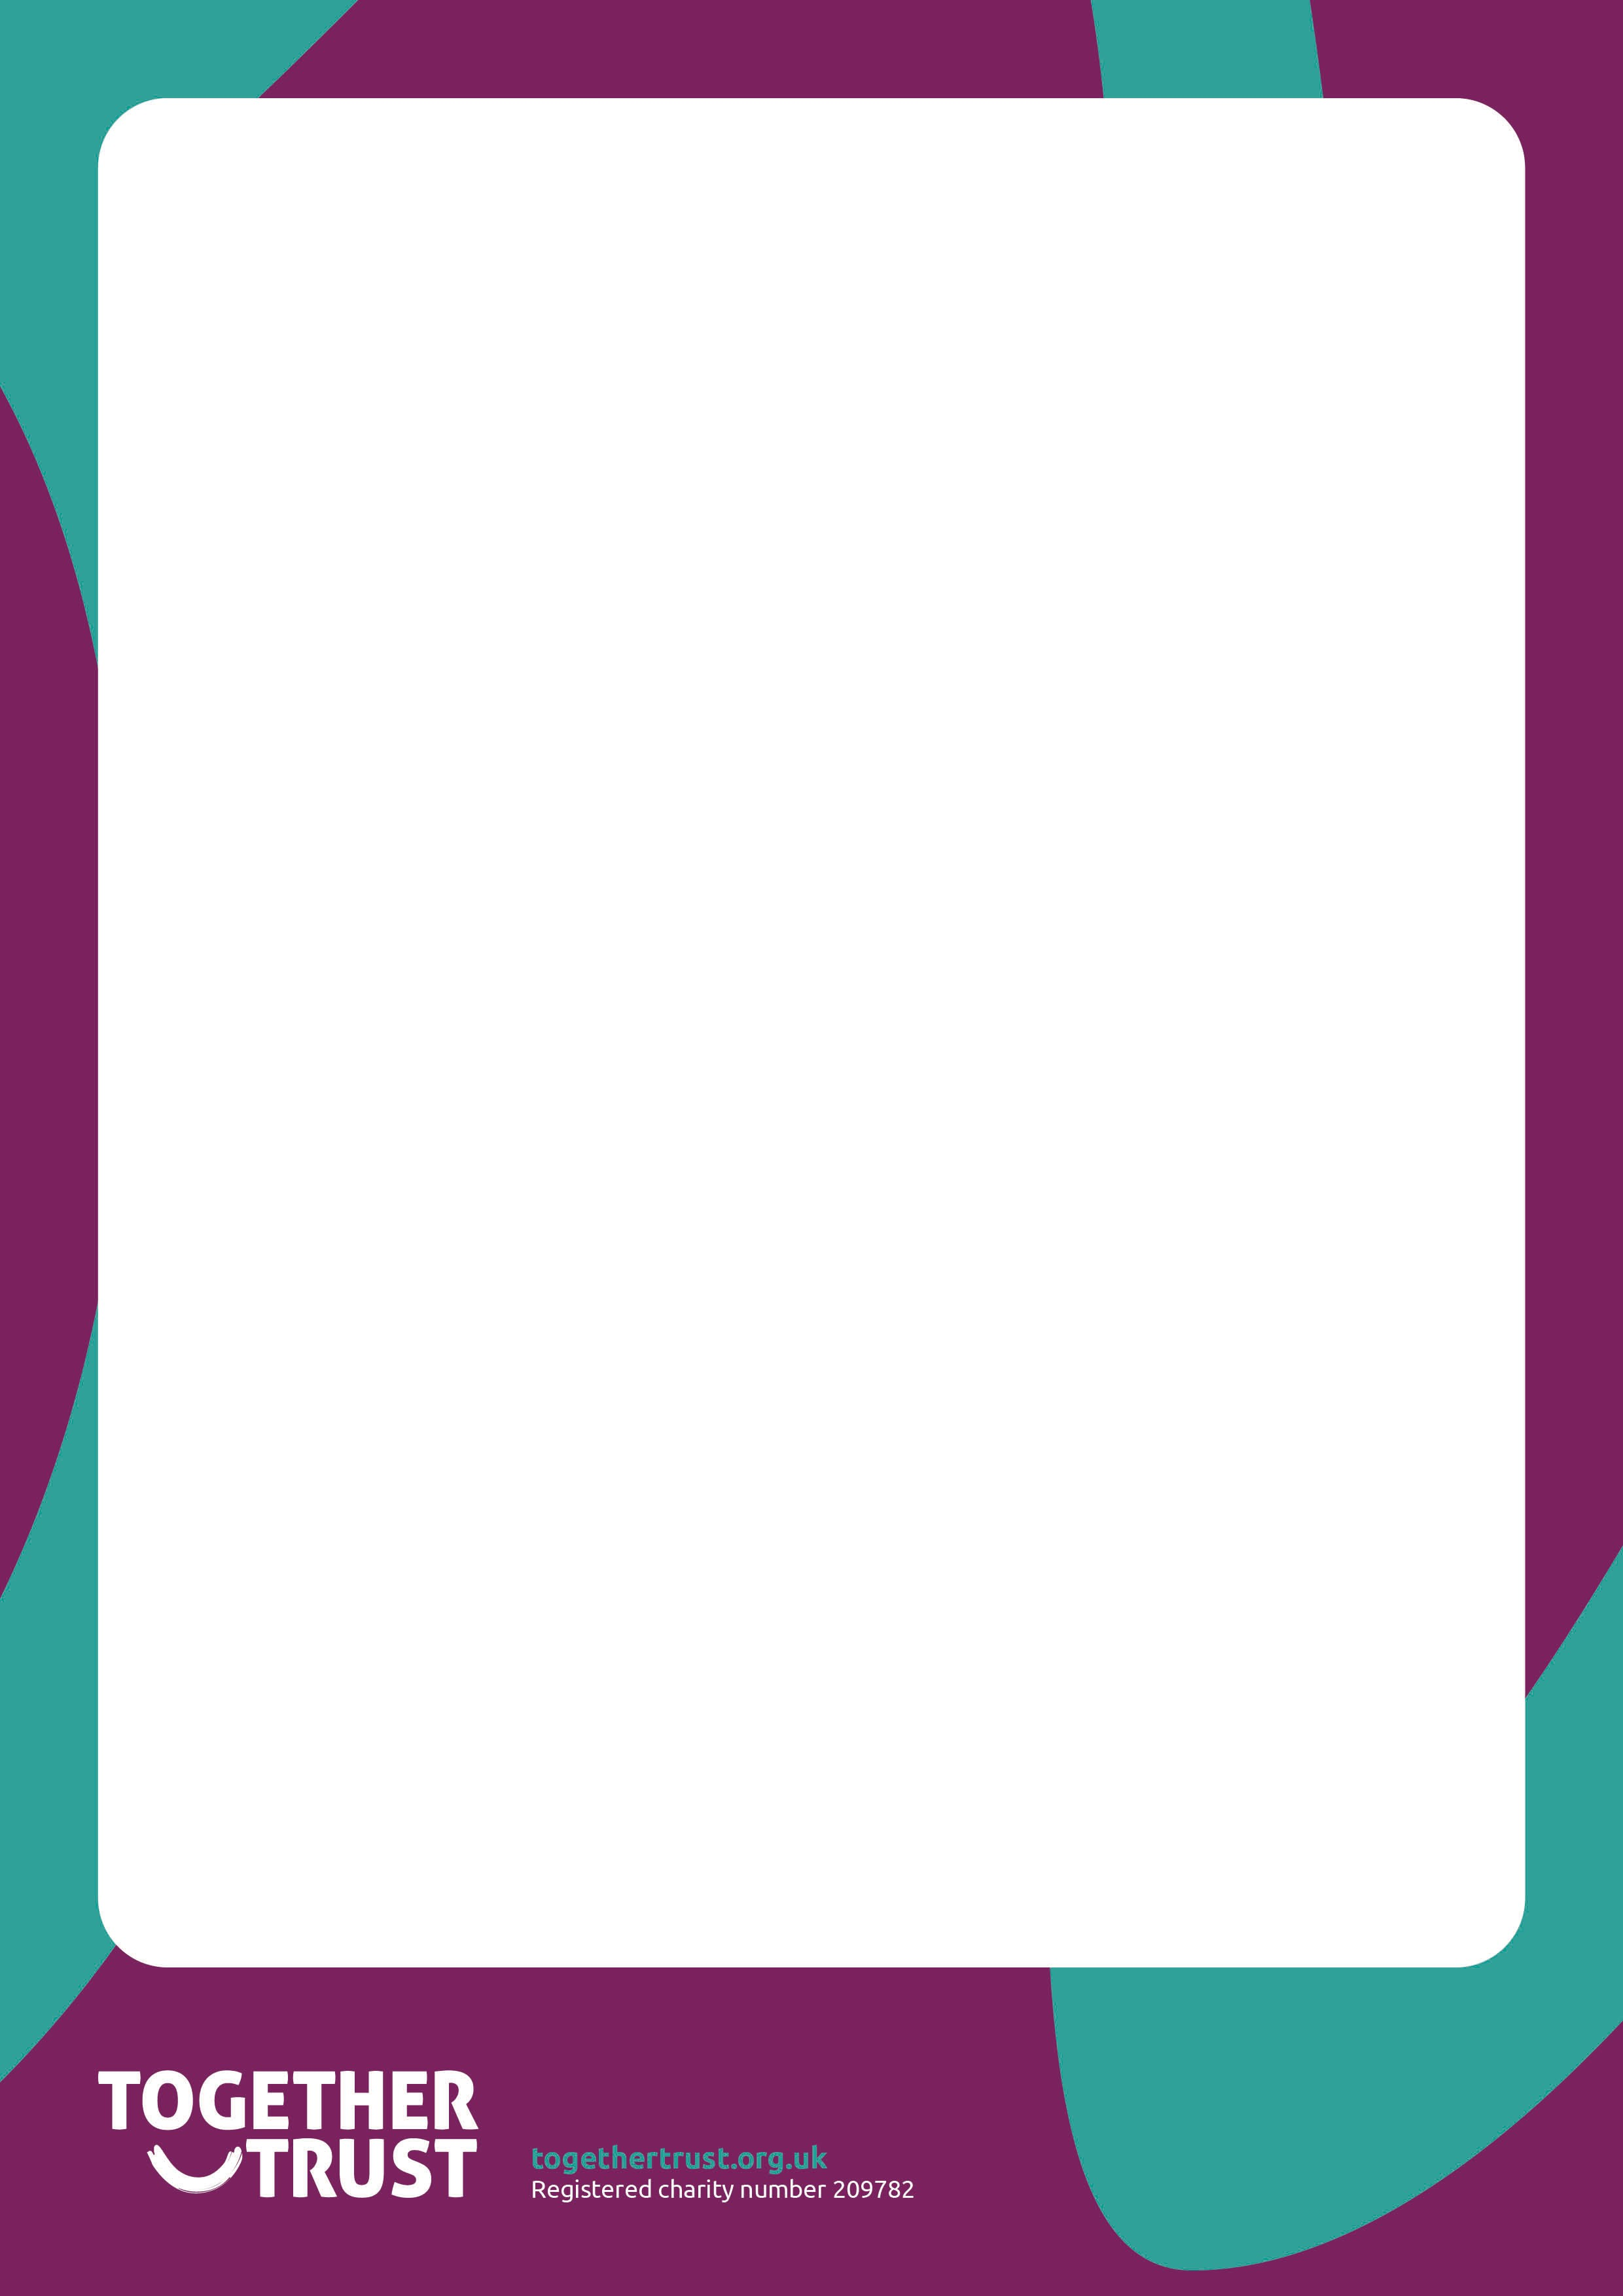 TOGETHER
TRUST
togethertrust.org.uk
Registered charity number 209782